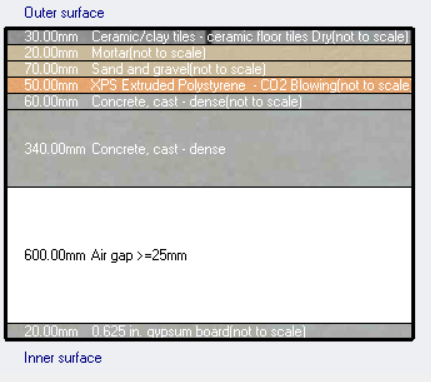 Outer surface
30.00mm Ceramic/clay tiles - ceramic floor tiles Dry(not to scale)
20.00mm Mortar(not to scale)
70.00mm Sand and gravel(not to scale)
50.00mm XPS Extruded Polystyrene - CO2 Blowing(not to scale
60.00mm Concrete, cast - dense(not to scale)
340.00mm Concrete, cast - dense
600.00mm Air gap >=25mm
20.00mm 0.625 in. gypsum board(not to scale)
Inner surface